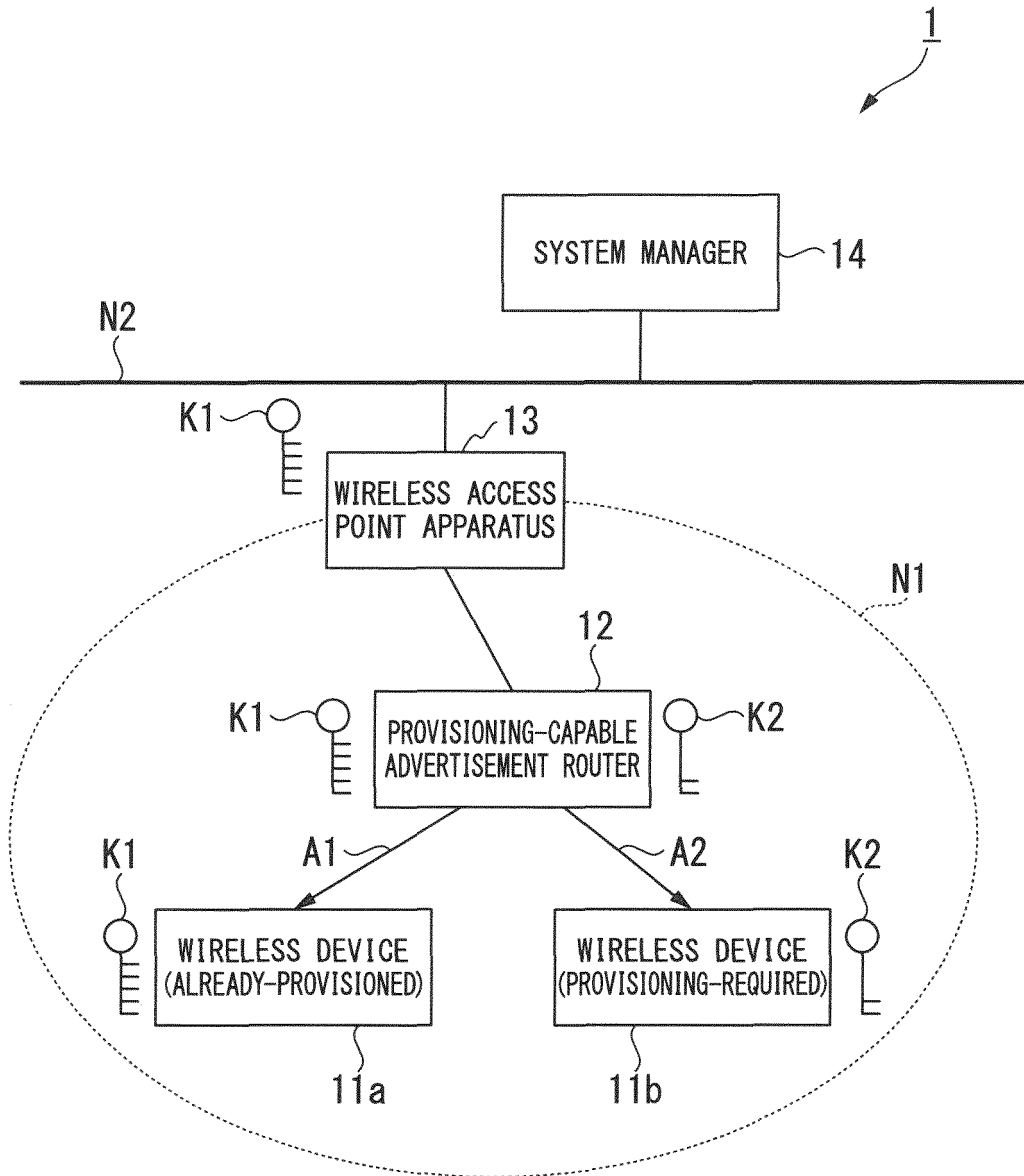 1
SYSTEM MANAGER
14
N2
K1
13
WIRELESS ACCESS
POINT APPARATUS
N1
12
K1
PROVISIONING-CAPABLE
ADVERTISEMENT ROUTER
K2
A1
A2
K1
K2
WIRELESS DEVICE
(ALREADY-PROVISIONED)
WIRELESS DEVICE
(PROVISIONING-REQUIRED)
11a
11b